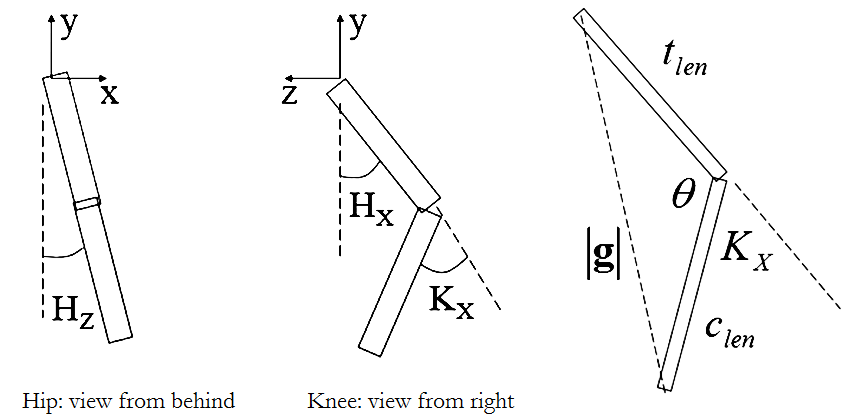 y
x
H_Z
Hip: view from behind
y
z
H_X
K_X
Knee: view from right
t_len
θ
|g|
K_X
c_len